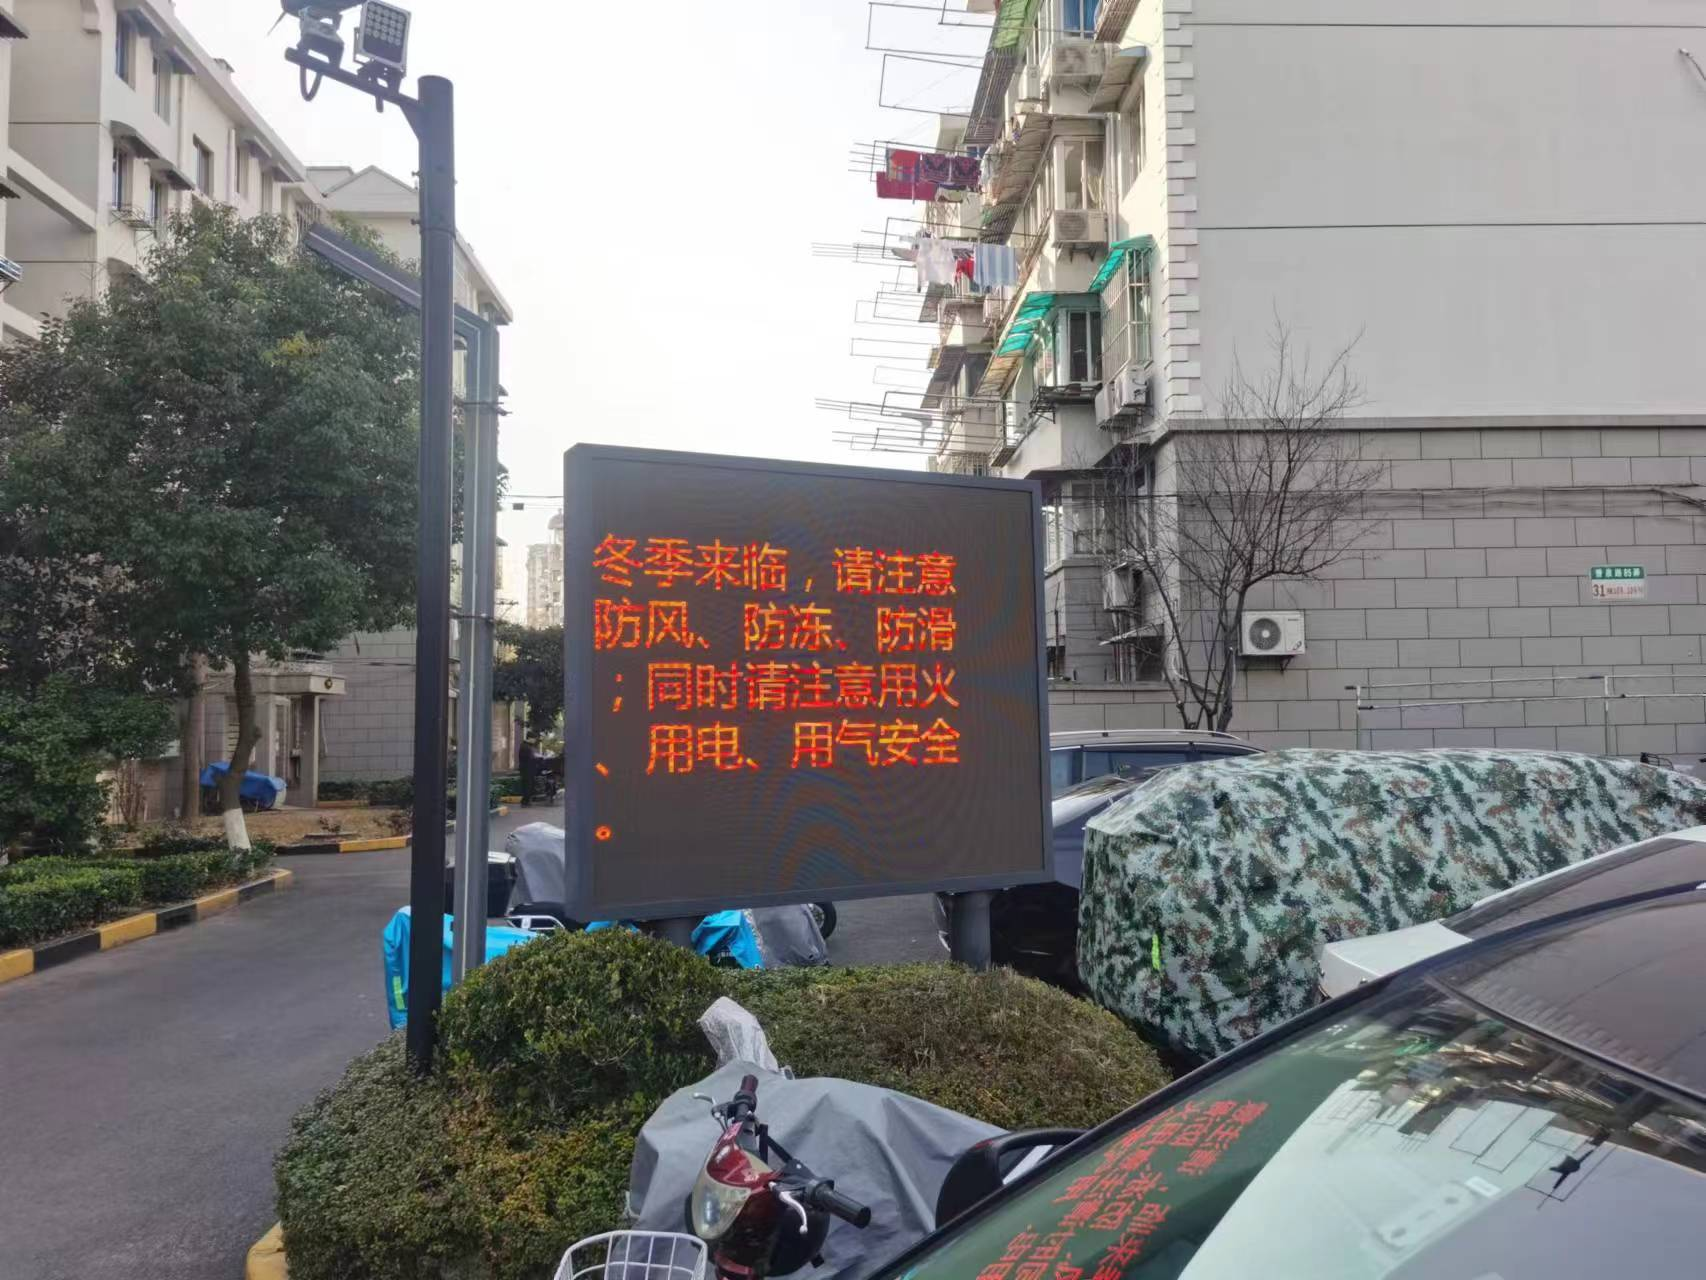 冬季来临，请注意
防风、防冻、防滑
；同时请注意用火
、用电、用气安全
。
31